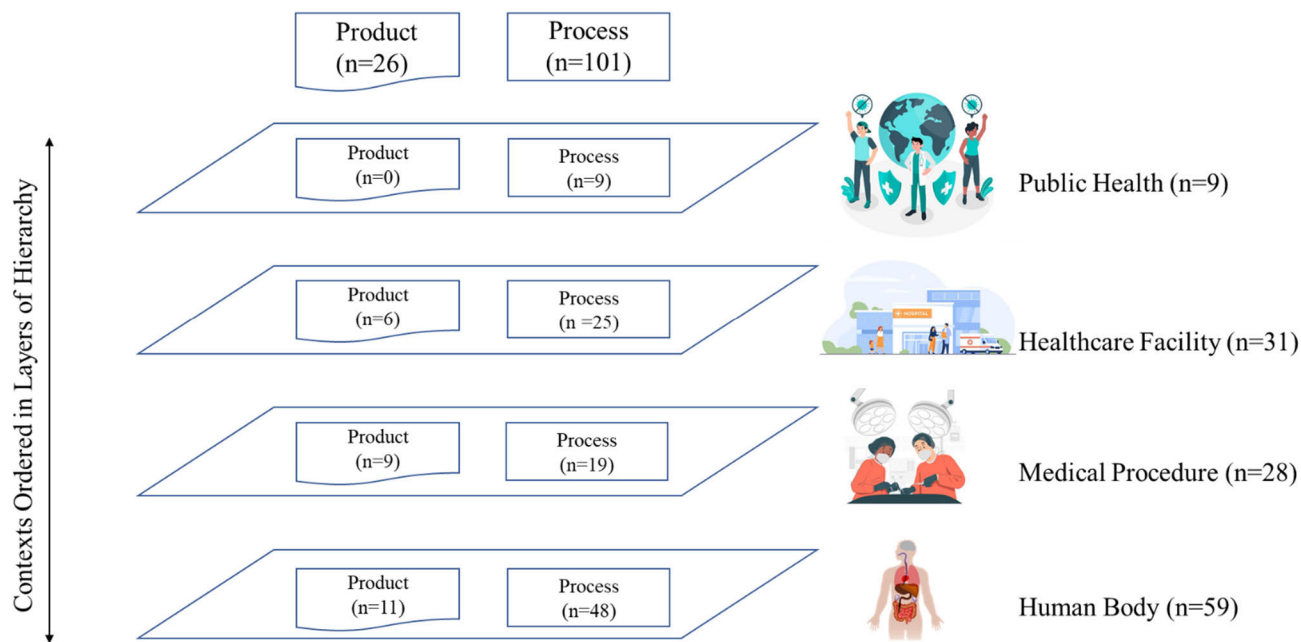 Product
(n=26)
Process
(n=101)
Contexts Ordered in Layers of Hierarchy
Product
(n=0)
Process
(n=9)
Public Health (n=9)
Product
(n=6)
Process
(n =25)
HOSPITAL
Healthcare Facility (n=31)
Product
(n=9)
Process
(n=19)
Medical Procedure (n=28)
Product
(n=11)
Process
(n=48)
Human Body (n=59)